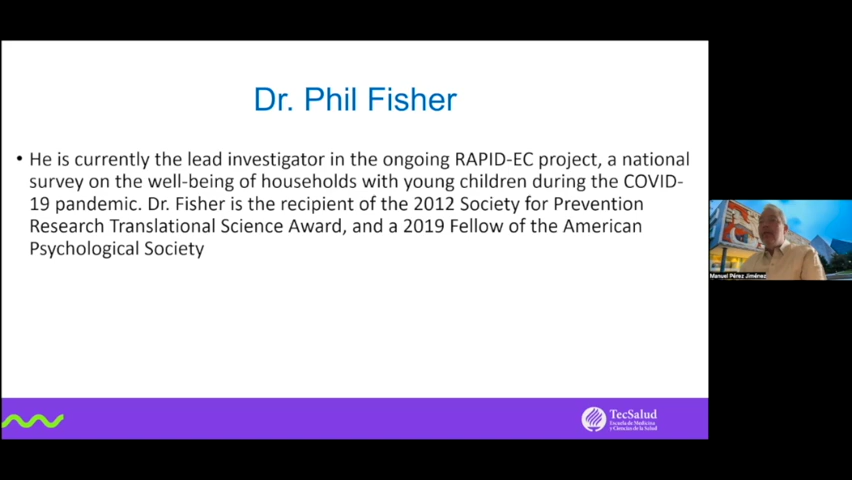 Dr. Phil Fisher
• He is currently the lead investigator in the ongoing RAPID-EC project, a national
survey on the well-being of households with young children during the COVID-
19 pandemic. Dr. Fisher is the recipient of the 2012 Society for Prevention
Research Translational Science Award, and a 2019 Fellow of the American
Psychological Society
Manuel Pérez Jiménez
TecSalud
Escuela de Medicina
y Ciencias de la Salud